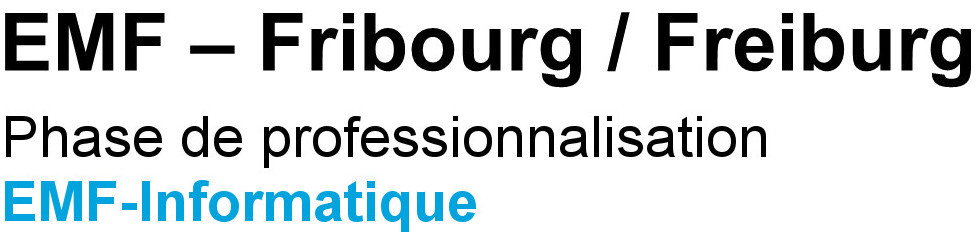 EMF – Fribourg / Freiburg
Phase de professionnalisation
EMF-Informatique